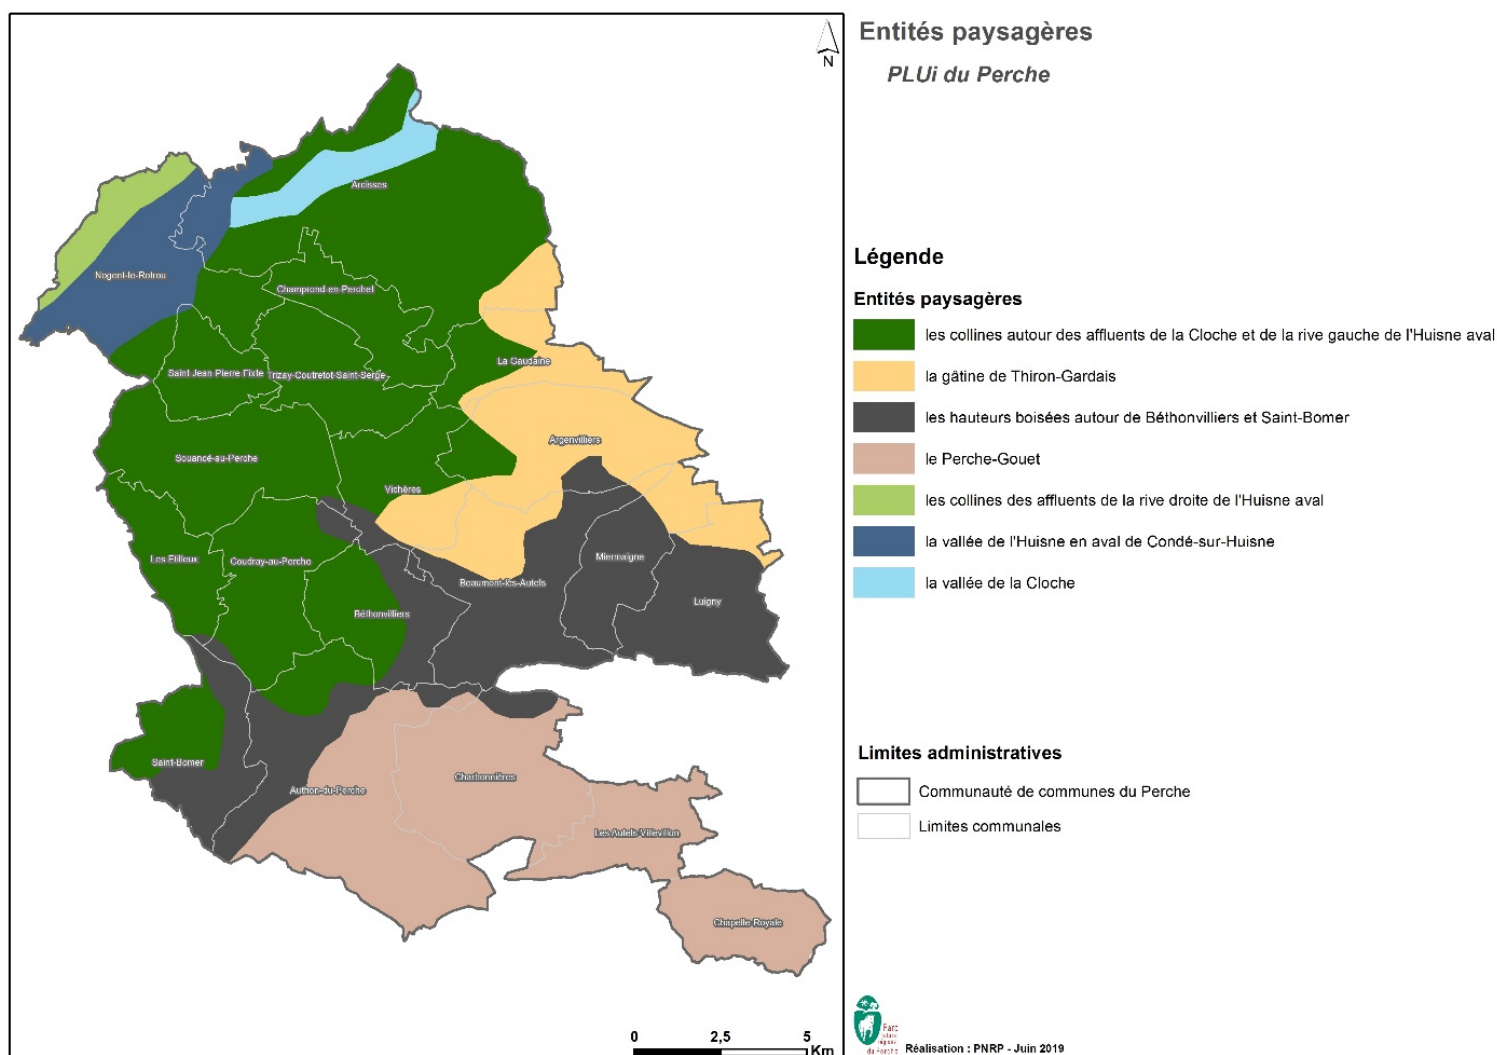 Entités paysagères
PLUi du Perche
N
Arcisses
Nogent-le-Rotrou
Champrond-en-Perchet
La Gaudaine
Saint Jean Pierre Fixte
Trizay-Coutretot-Saint-Serge
Argenvilliers
Souancé-au-Perche
Vichères
Les Etilleux
Coudray-au-Perche
Miermaigne
Beaumont-les-Autels
Luigny
Béthonvilliers
Saint-Bomer
Authon-du-Perche
Charbonnières
Les Autels-Villevillon
Chapelle-Royale
0 2,5 5
Km
Légende
Entités paysagères
les collines autour des affluents de la Cloche et de la rive gauche de l'Huisne aval
la gâtine de Thiron-Gardais
les hauteurs boisées autour de Béthonvilliers et Saint-Bomer
le Perche-Gouet
les collines des affluents de la rive droite de l'Huisne aval
la vallée de l'Huisne en aval de Condé-sur-Huisne
la vallée de la Cloche
Limites administratives
Communauté de communes du Perche
Limites communales
Parc
du Perche
Réalisation : PNRP - Juin 2019